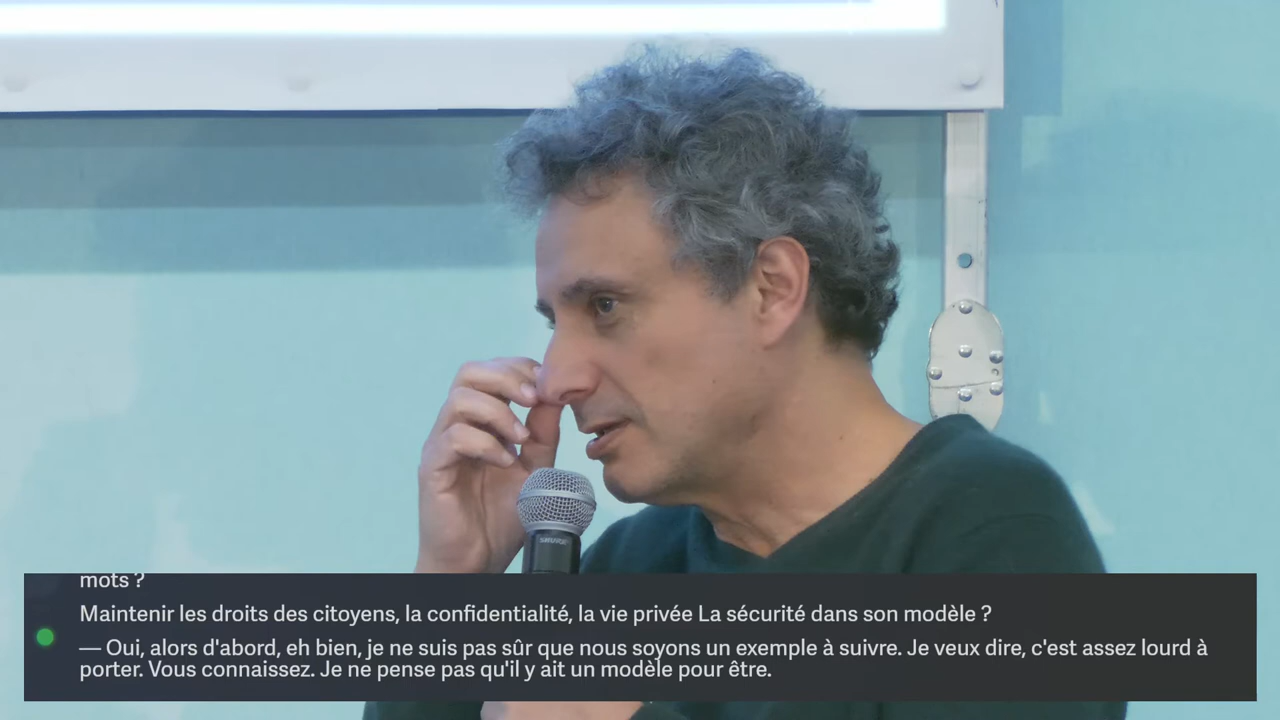 SHURE
mots ?
Maintenir les droits des citoyens, la confidentialité, la vie privée La sécurité dans son modèle ?
— Oui, alors d'abord, eh bien, je ne suis pas sûr que nous soyons un exemple à suivre. Je veux dire, c'est assez lourd à
porter. Vous connaissez. Je ne pense pas qu'il y ait un modèle pour être.